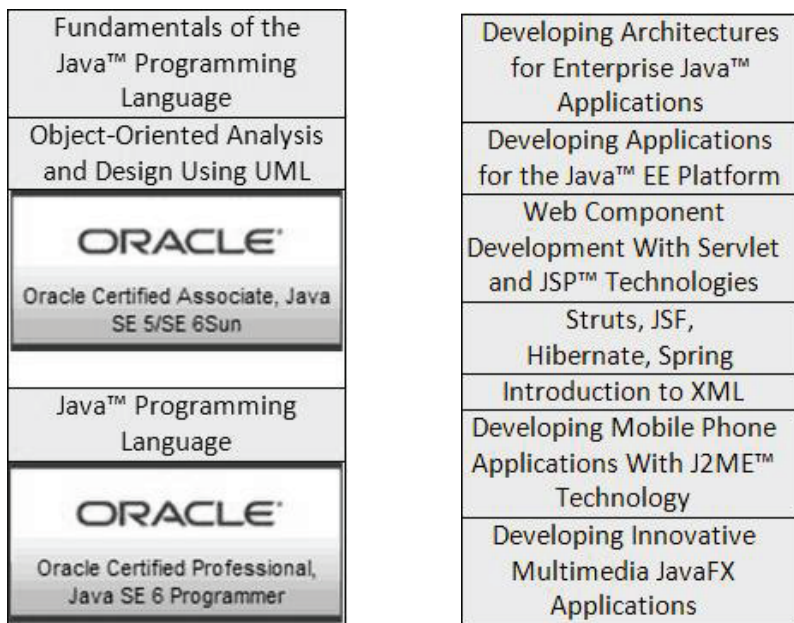 Fundamentals of the
Java™ Programming
Language
Object-Oriented Analysis
and Design Using UML
ORACLE
Oracle Certified Associate, Java
SE 5/SE 6Sun
Java™ Programming
Language
ORACLE
Oracle Certified Professional,
Java SE 6 Programmer
Developing Architectures
for Enterprise Java™
Applications
Developing Applications
for the Java™ EE Platform
Web Component
Development With Servlet
and JSP™ Technologies
Struts, JSF,
Hibernate, Spring
Introduction to XML
Developing Mobile Phone
Applications With J2ME™
Technology
Developing Innovative
Multimedia JavaFX
Applications